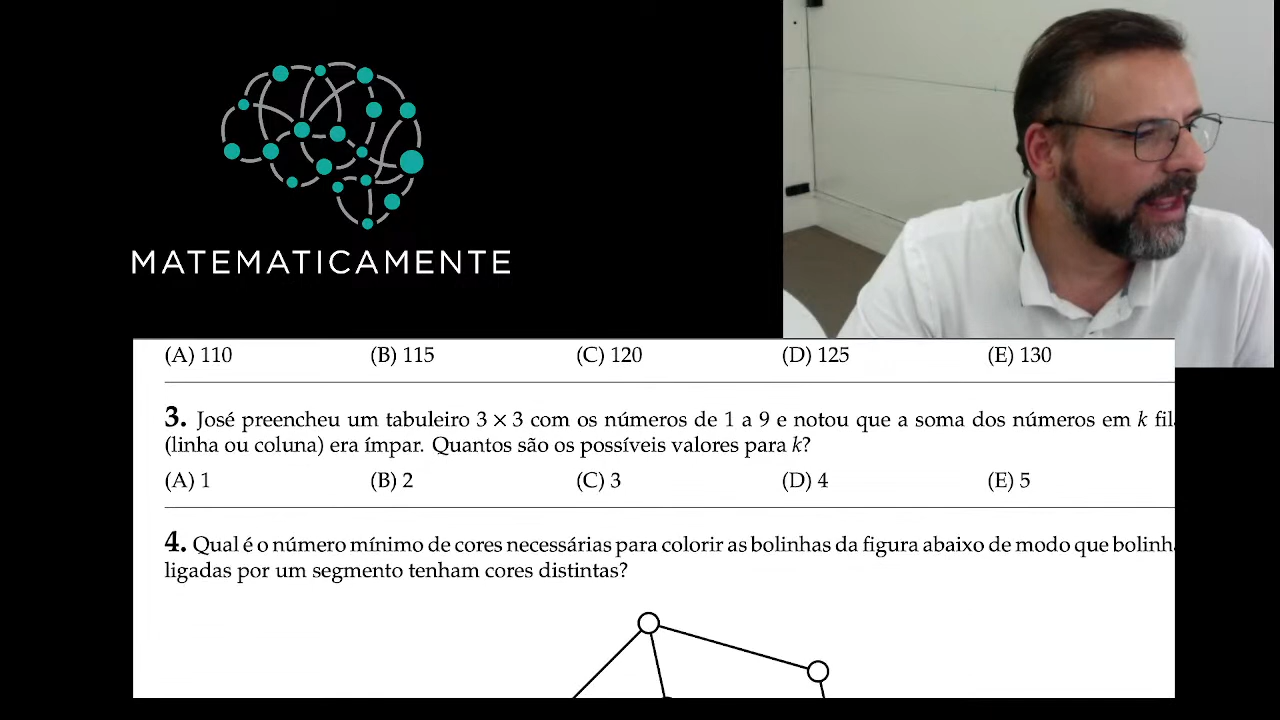 MATEMATICAMENTE
(A) 110 (B) 115 (C) 120 (D) 125 (E) 130
3. José preencheu um tabuleiro 3 × 3 com os números de 1 a 9 e notou que a soma dos números em k fil
(linha ou coluna) era ímpar. Quantos são os possíveis valores para k?
(A) 1 (B) 2 (C) 3 (D) 4 (E) 5
4. Qual é o número mínimo de cores necessárias para colorir as bolinhas da figura abaixo de modo que bolinh
ligadas por um segmento tenham cores distintas?